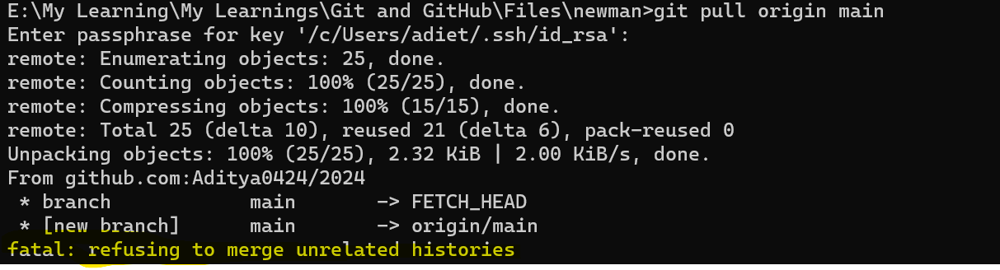 E:\My Learning\My Learnings\Git and GitHub\Files\newman>git pull origin main
Enter passphrase for key '/c/Users/adiet/.ssh/id_rsa':
remote: Enumerating objects: 25, done.
remote: Counting objects: 100% (25/25), done.
remote: Compressing objects: 100% (15/15), done.
remote: Total 25 (delta 10), reused 21 (delta 6), pack-reused 0
Unpacking objects: 100% (25/25), 2.32 KiB | 2.00 KiB/s, done.
From github.com:Aditya0424/2024
 * branch            main       -> FETCH_HEAD
 * [new branch]      main       -> origin/main
fatal: refusing to merge unrelated histories